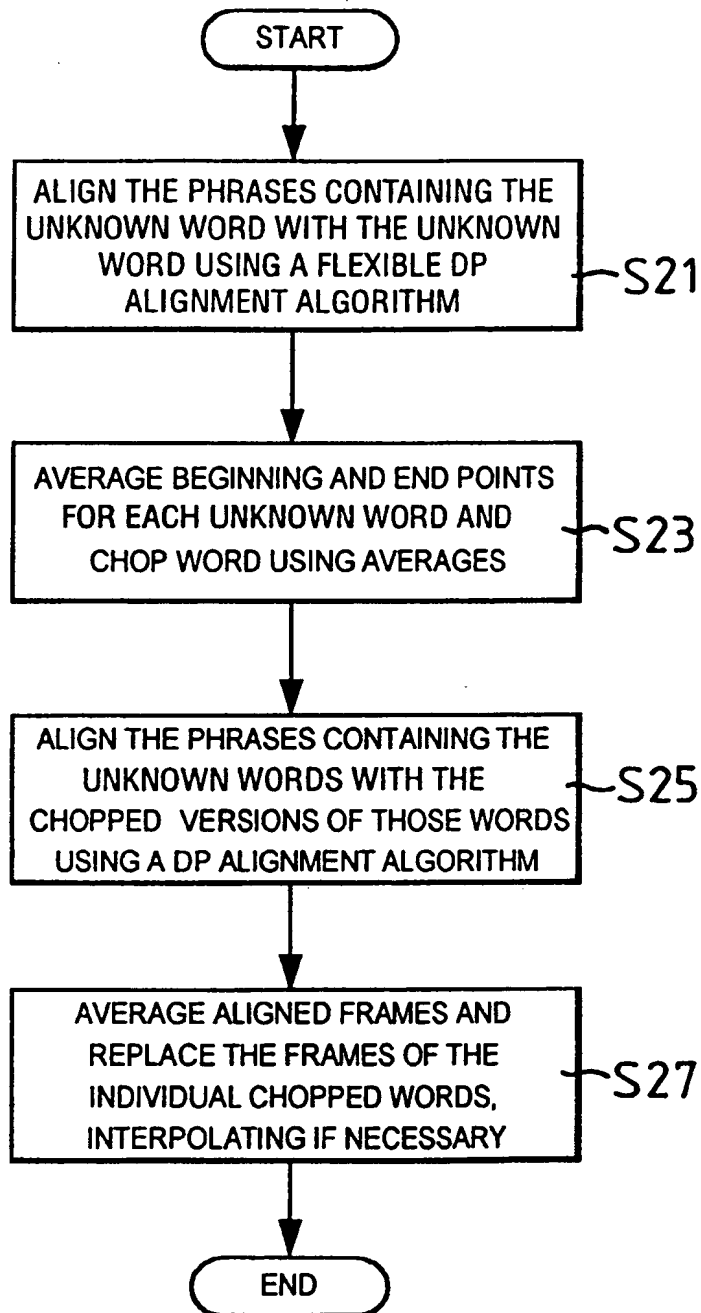 START
ALIGN THE PHRASES CONTAINING THE
UNKNOWN WORD WITH THE UNKNOWN
WORD USING A FLEXIBLE DP
ALIGNMENT ALGORITHM
S21
AVERAGE BEGINNING AND END POINTS
FOR EACH UNKNOWN WORD AND
CHOP WORD USING AVERAGES
S23
ALIGN THE PHRASES CONTAINING THE
UNKNOWN WORDS WITH THE
CHOPPED VERSIONS OF THOSE WORDS
USING A DP ALIGNMENT ALGORITHM
S25
AVERAGE ALIGNED FRAMES AND
REPLACE THE FRAMES OF THE
INDIVIDUAL CHOPPED WORDS,
INTERPOLATING IF NECESSARY
S27
END